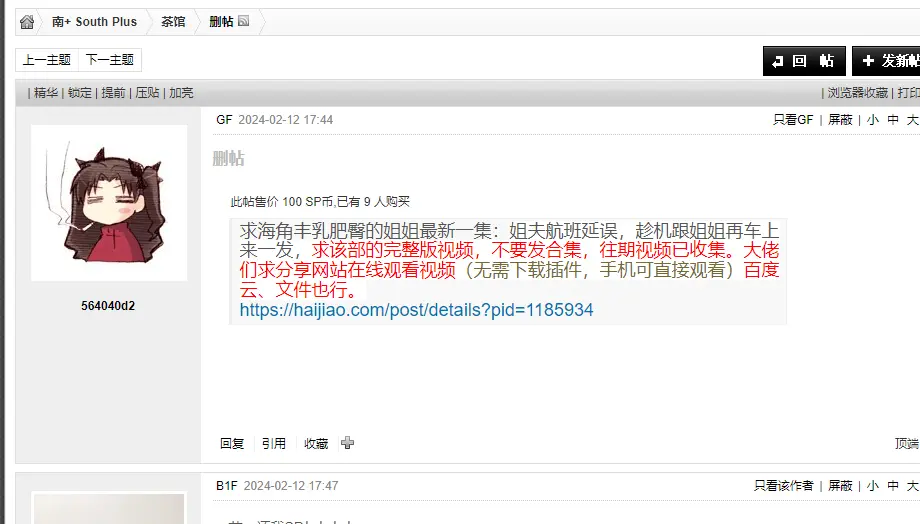 南+ South Plus 茶馆 删帖
上一主题 下一主题
回 帖 发新帖
| 精华 | 锁定 | 提前 | 压贴 | 加亮
| 浏览器收藏 | 打印
GF 2024-02-12 17:44
只看GF | 屏蔽 | 小 中 大
删帖
此帖售价 100 SP币,已有 9 人购买
求海角丰乳肥臀的姐姐最新一集：姐夫航班延误，趁机跟姐姐再车上
来一发，求该部的完整版视频，不要发合集，往期视频已收集。大佬
们求分享网站在线观看视频（无需下载插件，手机可直接观看）百度
云、文件也行。
https://haijiao.com/post/details?pid=1185934
564040d2
回复 引用 收藏
顶端
B1F 2024-02-12 17:47
只看该作者 | 屏蔽 | 小 中 大